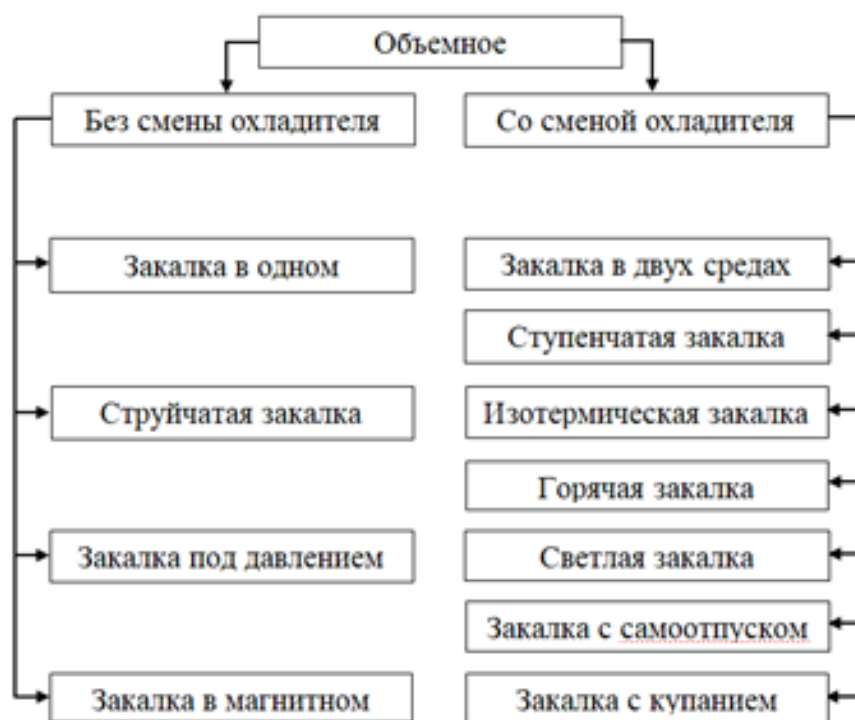 Объемное
Без смены охладителя
Со сменой охладителя
Закалка в одном
Закалка в двух средах
Ступенчатая закалка
Струйчатая закалка
Изотермическая закалка
Горячая закалка
Закалка под давлением
Светлая закалка
Закалка с самоотпуском
Закалка в магнитном
Закалка с купанием